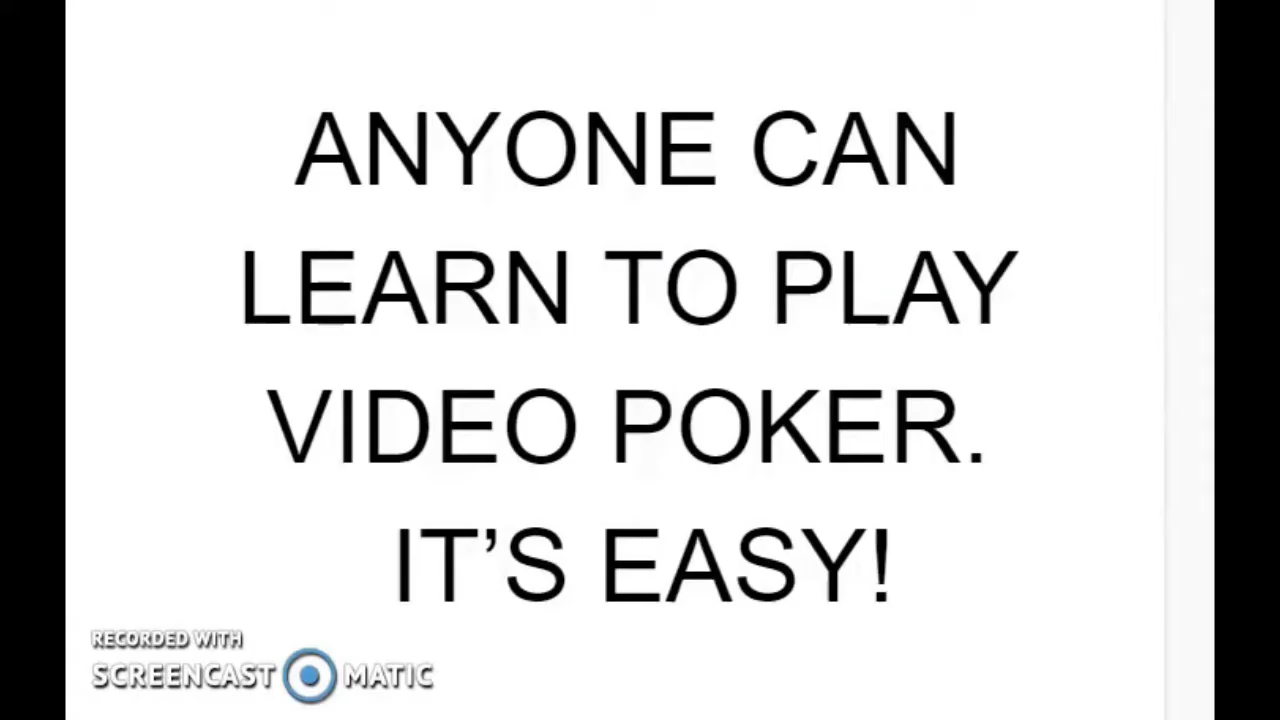 ANYONE CAN
LEARN TO PLAY
VIDEO POKER.
IT’S EASY!
RECORDED WITH
SCREENCAST MATIC